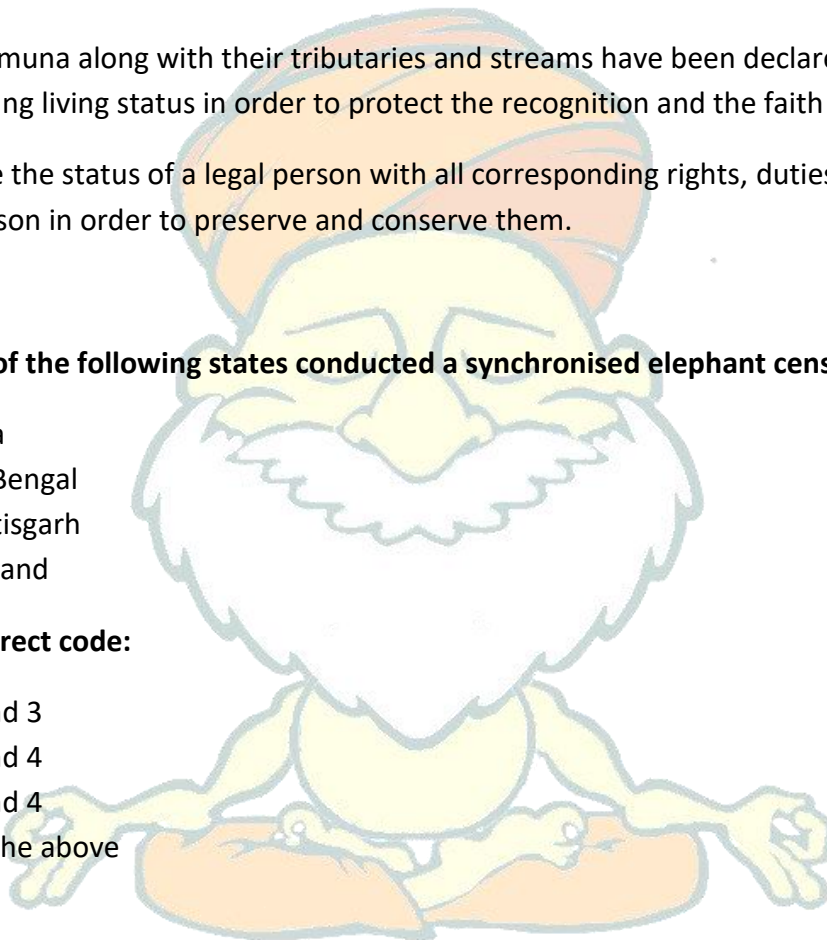 muna along with their tributaries and streams have been declare
ng living status in order to protect the recognition and the faith
e the status of a legal person with all corresponding rights, duties
son in order to preserve and conserve them.
of the following states conducted a synchronised elephant cens
a
Bengal
tisgarh
and
rect code:
nd 3
nd 4
nd 4
he above